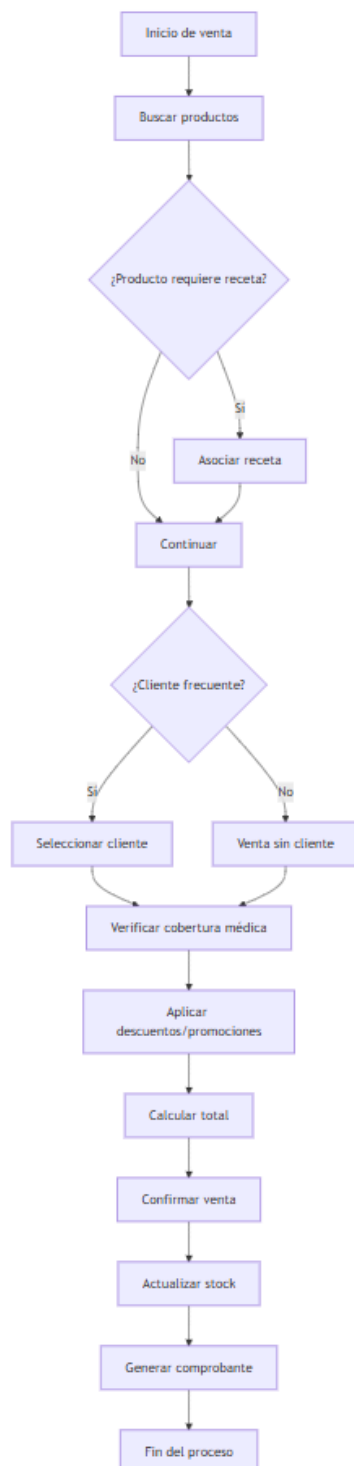 Inicio de venta
Buscar productos
¿Producto requiere receta?
Sí
No
Asociar receta
Continuar
¿Cliente frecuente?
Sí
No
Seleccionar cliente
Venta sin cliente
Verificar cobertura médica
Aplicar
descuentos/promociones
Calcular total
Confirmar venta
Actualizar stock
Generar comprobante
Fin del proceso